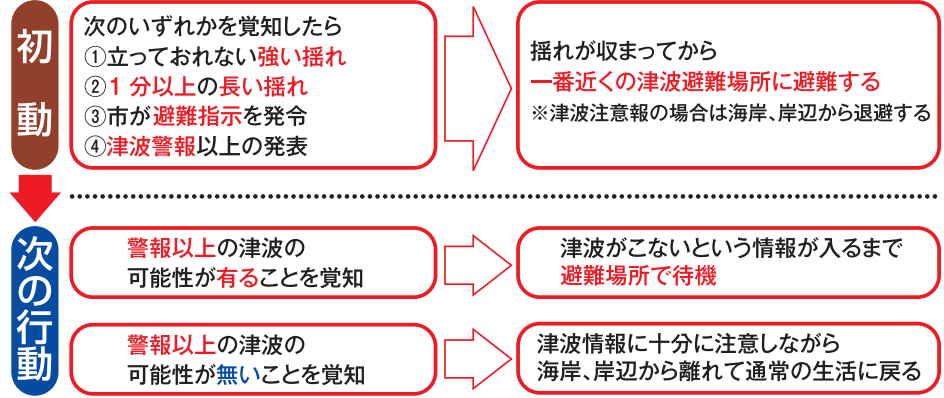 初動
次のいずれかを覚知したら
①立っておれない強い揺れ
②1分以上の長い揺れ
③市が避難指示を発令
④津波警報以上の発表
揺れが収まってから
一番近くの津波避難場所に避難する
※津波注意報の場合は海岸、岸辺から退避する
次の行動
警報以上の津波の
可能性が有ることを覚知
津波がこないという情報が入るまで
避難場所で待機
警報以上の津波の
可能性が無いことを覚知
津波情報に十分に注意しながら
海岸、岸辺から離れて通常の生活に戻る